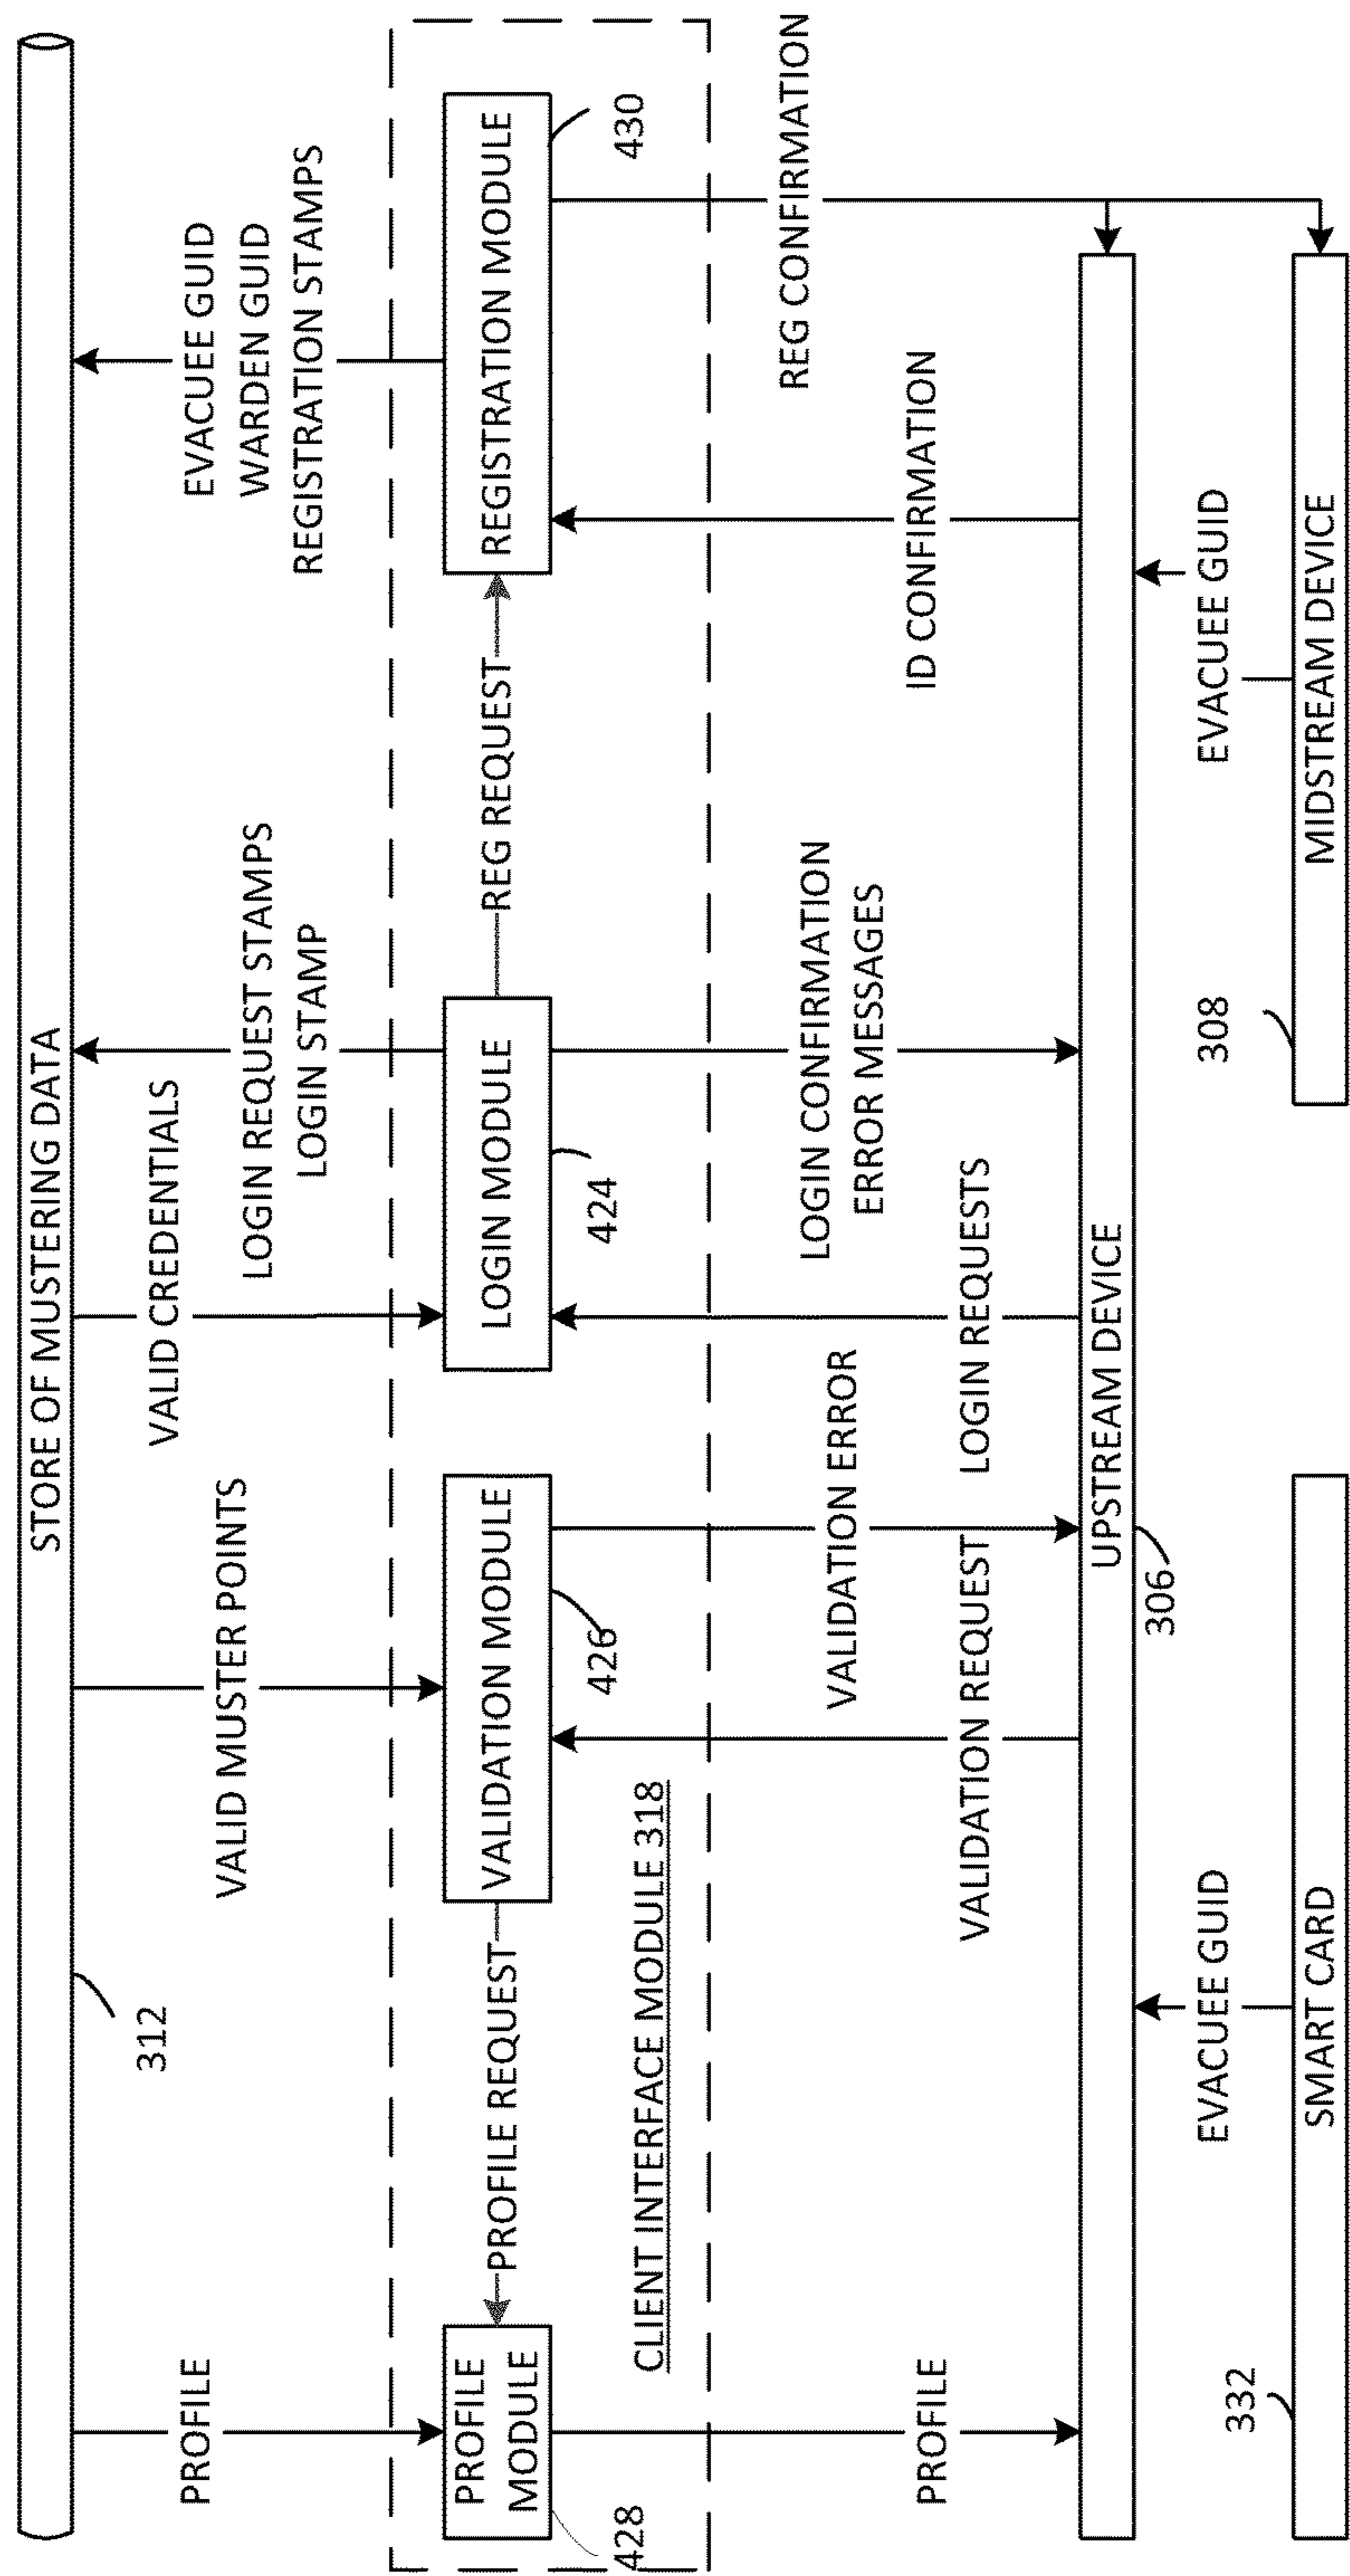 STORE OF MUSTERING DATA
312
PROFILE
VALID MUSTER POINTS
VALID CREDENTIALS
LOGIN REQUEST STAMPS
LOGIN STAMP
EVACUEE GUID
WARDEN GUID
REGISTRATION STAMPS
PROFILE
MODULE
428
PROFILE REQUEST
VALIDATION MODULE
426
LOGIN MODULE
424
REG REQUEST
REGISTRATION MODULE
430
CLIENT INTERFACE MODULE 318
PROFILE
VALIDATION REQUEST
VALIDATION ERROR
LOGIN REQUESTS
LOGIN CONFIRMATION
ERROR MESSAGES
ID CONFIRMATION
REG CONFIRMATION
UPSTREAM DEVICE
306
EVACUEE GUID
EVACUEE GUID
332
SMART CARD
308
MIDSTREAM DEVICE